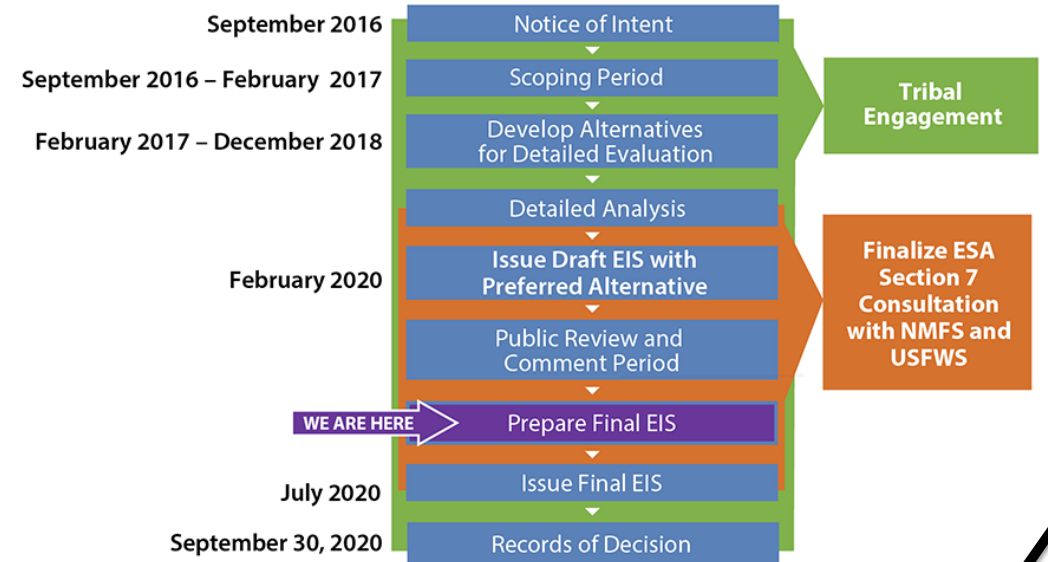 September 2016
Notice of Intent
September 2016 – February 2017
Scoping Period
February 2017 – December 2018
Develop Alternatives
for Detailed Evaluation
Detailed Analysis
February 2020
Issue Draft EIS with
Preferred Alternative
Public Review and
Comment Period
WE ARE HERE
Prepare Final EIS
July 2020
Issue Final EIS
September 30, 2020
Records of Decision
Tribal
Engagement
Finalize ESA
Section 7
Consultation
with NMFS and
USFWS